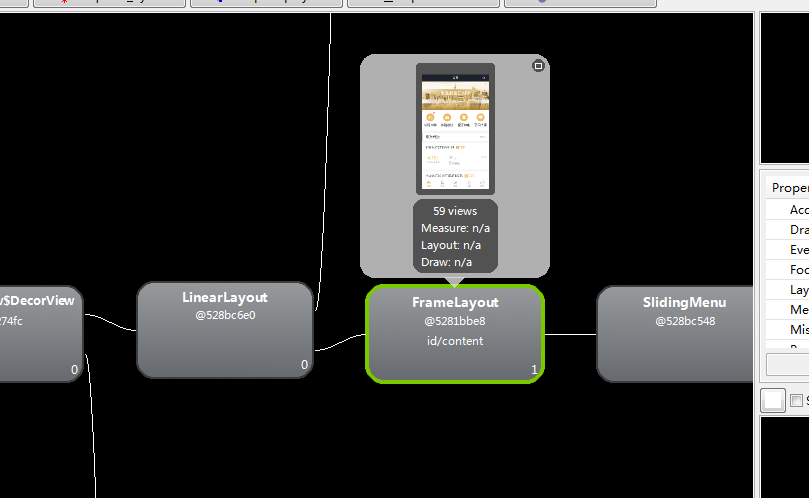 59 views
Measure: n/a
Layout: n/a
Draw: n/a
w$DecorView
274fc
0
LinearLayout
@528bc6e0
0
FrameLayout
@5281bbe8
id/content
1
SlidingMenu
@528bc548
Proper
Acc
Dra
Eve
Foc
Lay
Me
Mis